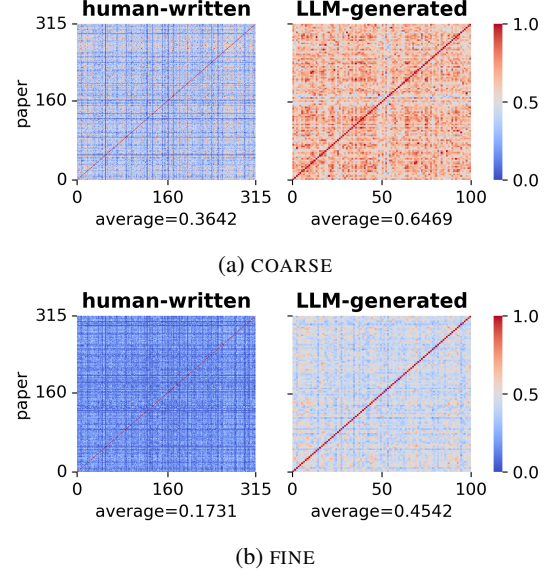 human-written LLM-generated
315 1.0
160 0.5
paper
0 0.0
0 160 315 0 50 100
average=0.3642 average=0.6469
(a) COARSE
human-written LLM-generated
315 1.0
160 0.5
paper
0 0.0
0 160 315 0 50 100
average=0.1731 average=0.4542
(b) FINE